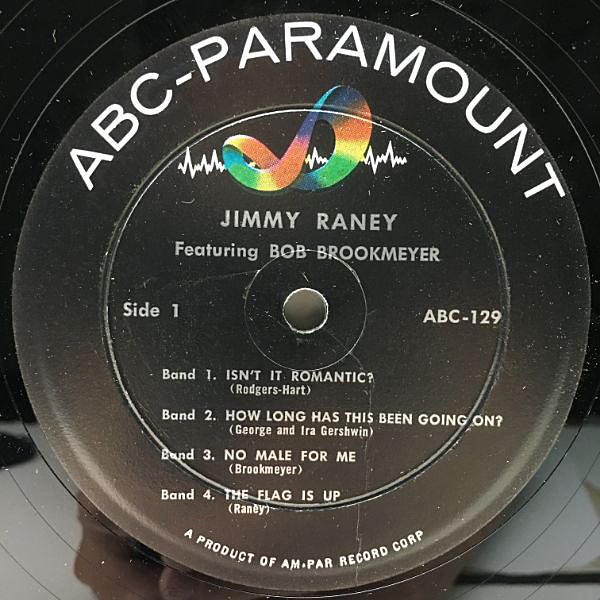 ABC-PARAMOUNT
JIMMY RANEY
Featuring BOB BROOKMEYER
Side 1
ABC-129
Band 1. ISN'T IT ROMANTIC?
(Rodgers-Hart)
Band 2. HOW LONG HAS THIS BEEN GOING ON?
(George and Ira Gershwin)
Band 3. NO MALE FOR ME
(Brookmeyer)
Band 4. THE FLAG IS UP
(Raney)
A PRODUCT OF AM-PAR RECORD CORP